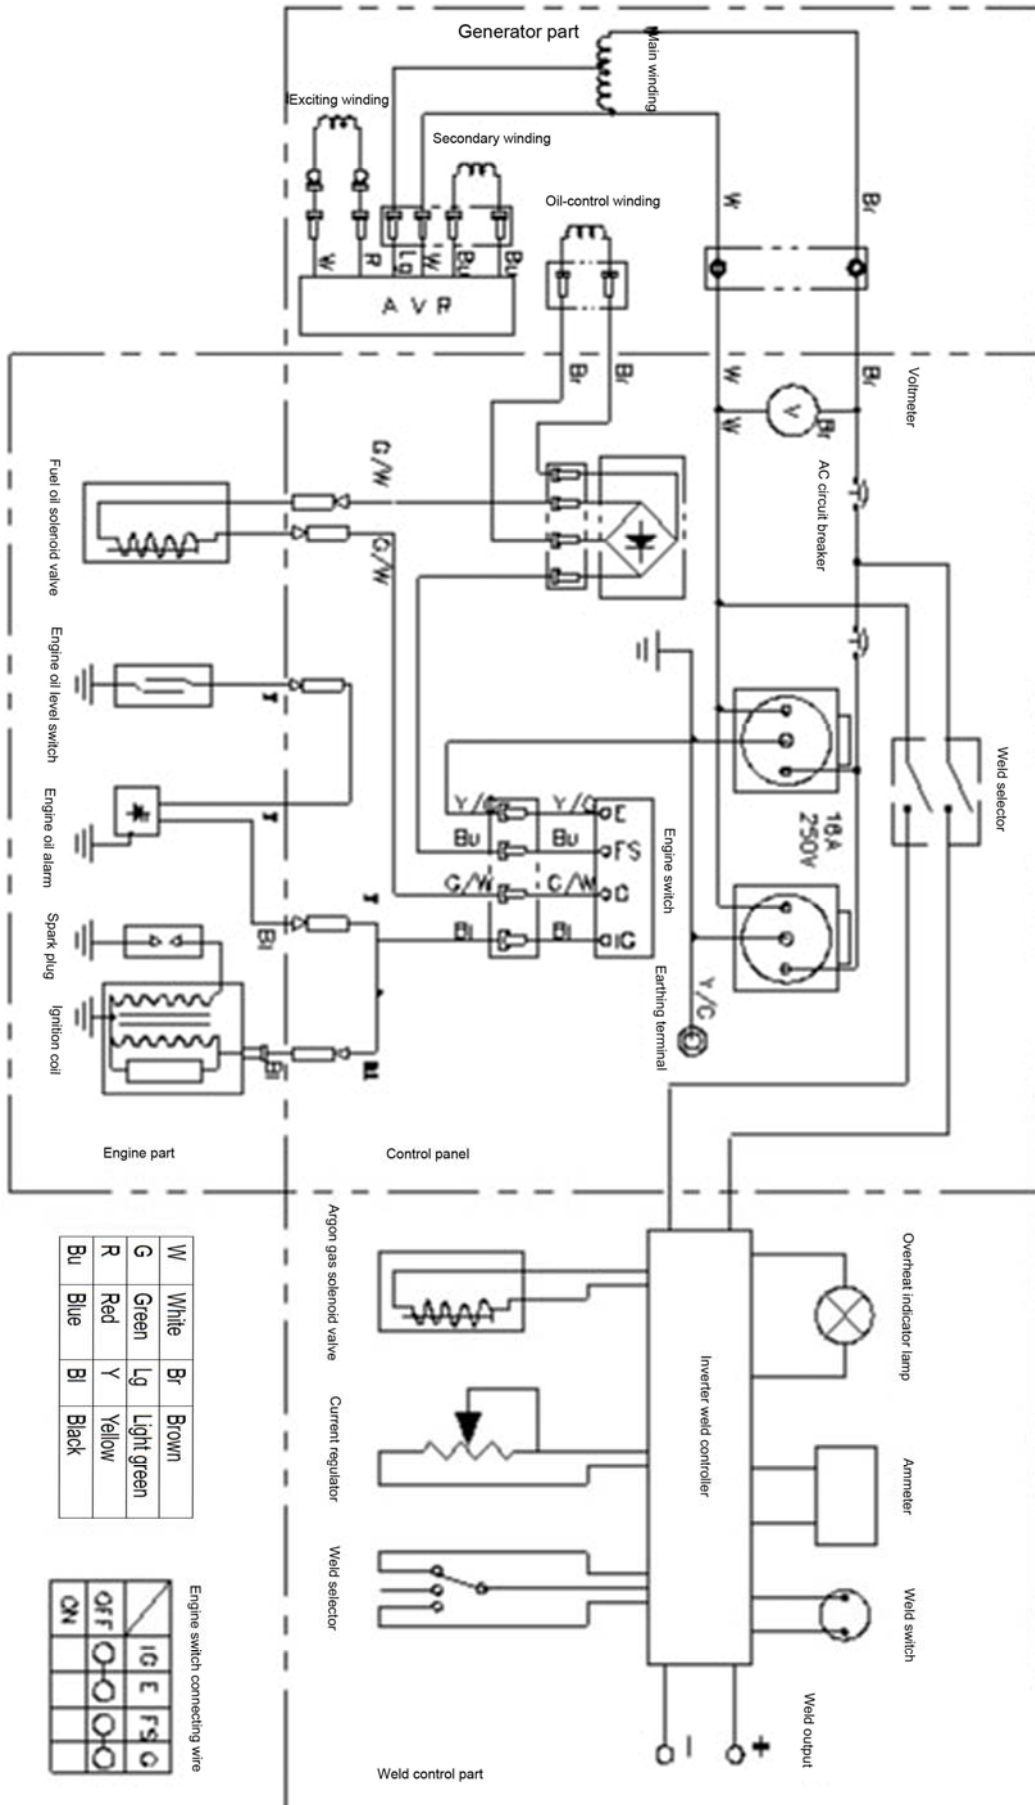 Generator part
Main winding
Exciting winding
Secondary winding
Oil-control winding
W
Br
W
R
Lg
W
Bu
Bu
A V R
Br
Br
W
Br
Voltmeter
V
W
Br
G/W
G/W
AC circuit breaker
Fuel oil solenoid valve
Engine oil level switch
Engine oil alarm
Spark plug
Ignition coil
Weld selector
16A
250V
Engine switch
Y/G
Y/G
E
Bu
Bu
FS
G/W
G/W
G
Bl
Bl
IG
Bl
Bl
Y/G
Earthing terminal
Engine part
Control panel
Argon gas solenoid valve
Current regulator
Weld selector
Inverter weld controller
Overheat indicator lamp
Ammeter
Weld switch
Weld output
+
-
Weld control part
W White Br Brown
G Green Lg Light green
R Red Y Yellow
Bu Blue Bl Black
Engine switch connecting wire
IG E FS G
OFF
ON